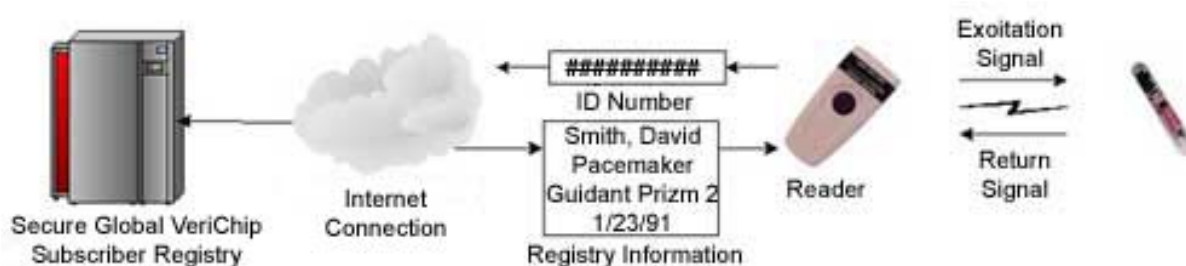 Secure Global VeriChip
Subscriber Registry
Internet
Connection
##########
ID Number
Smith, David
Pacemaker
Guidant Prizm 2
1/23/91
Registry Information
Reader
Exoitation
Signal
Return
Signal